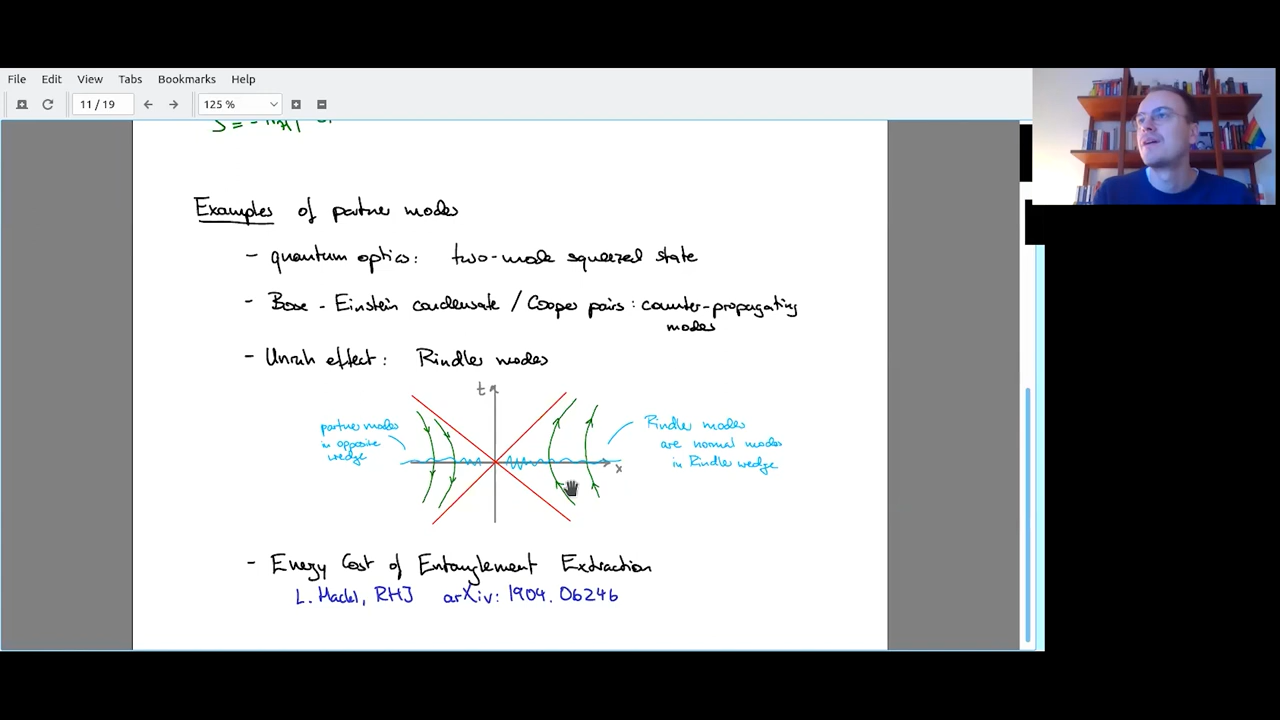 File Edit View Tabs Bookmarks Help
11 / 19 125 %
Examples of partner modes
- quantum optics: two-mode squeezed state
- Bose - Einstein condensate / Cooper pairs: counter-propagating
modes
- Unruh effect: Rindler modes
t
partner modes
in opposite
wedge
Rindler modes
are normal modes
in Rindler wedge
x
- Energy Cost of Entanglement Extraction
L. Hackl, RHJ arXiv: 1904.06246